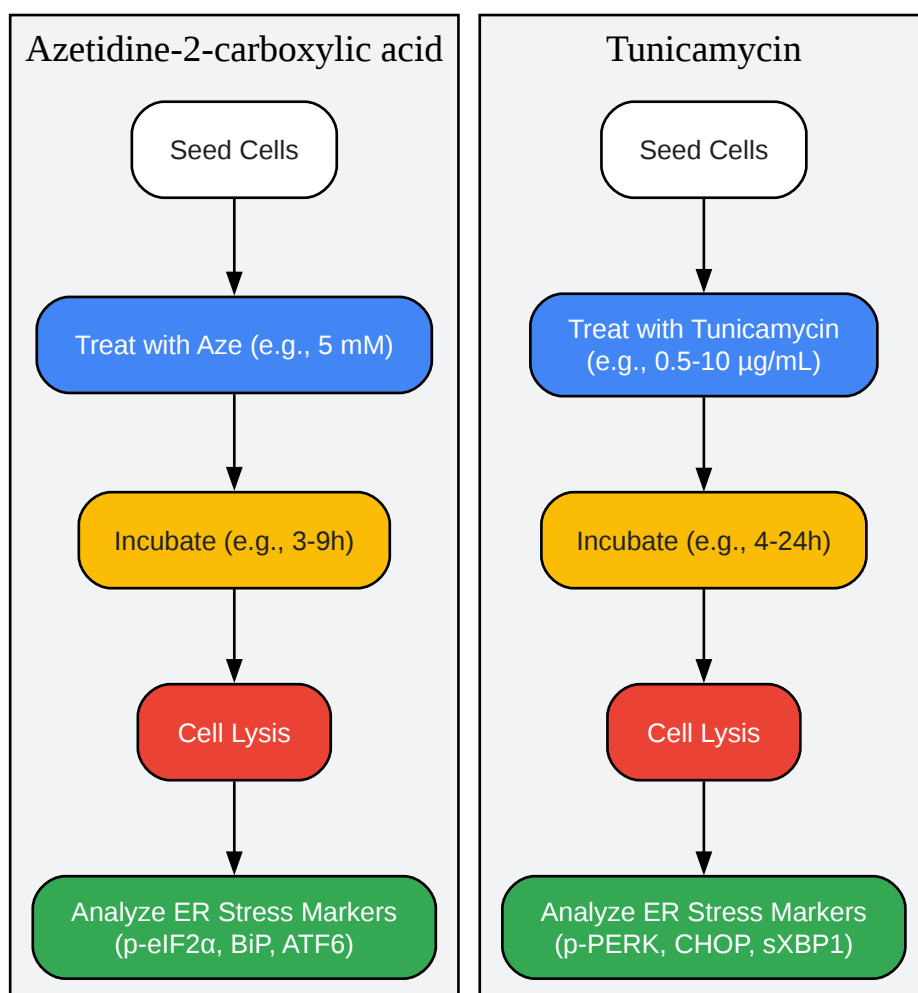 Azetidine-2-carboxylic acid
Seed Cells
Treat with Aze (e.g., 5 mM)
Incubate (e.g., 3-9h)
Cell Lysis
Analyze ER Stress Markers
(p-eIF2α, BiP, ATF6)
Tunicamycin
Seed Cells
Treat with Tunicamycin
(e.g., 0.5-10 µg/mL)
Incubate (e.g., 4-24h)
Cell Lysis
Analyze ER Stress Markers
(p-PERK, CHOP, sXBP1)